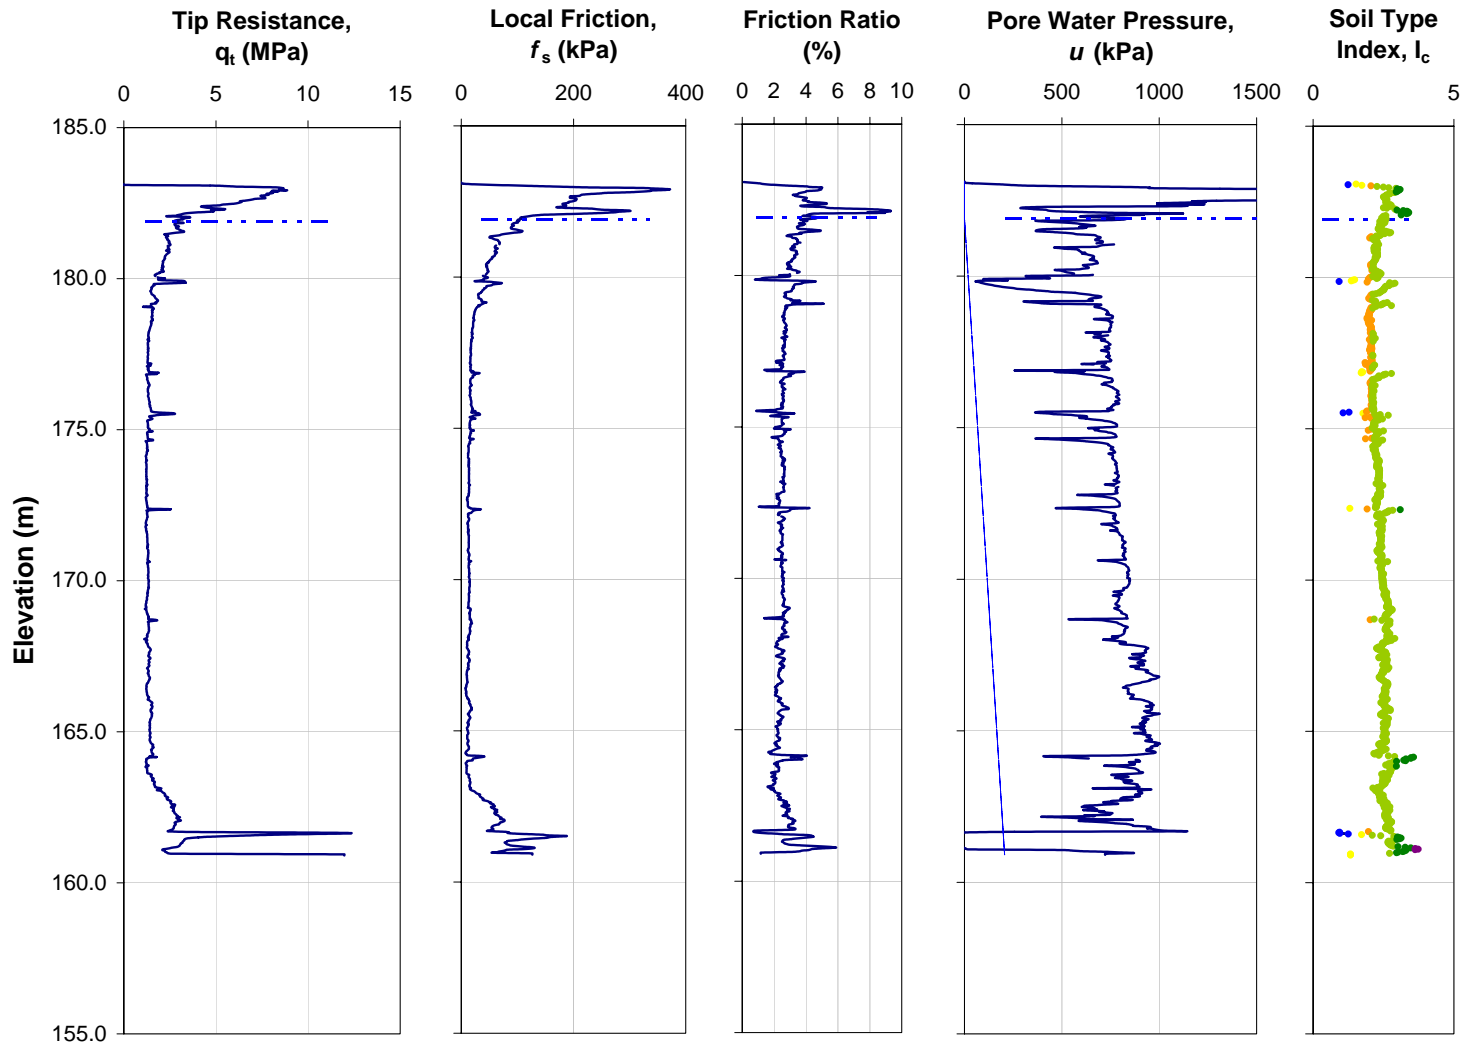 Tip Resistance,
qt (MPa)
Local Friction,
fs (kPa)
Friction Ratio
(%)
Pore Water Pressure,
u (kPa)
Soil Type
Index, Ic
0 5 10 15
0 200 400
0 2 4 6 8 10
0 500 1000 1500
0 5
185.0
180.0
175.0
170.0
165.0
160.0
155.0
Elevation (m)